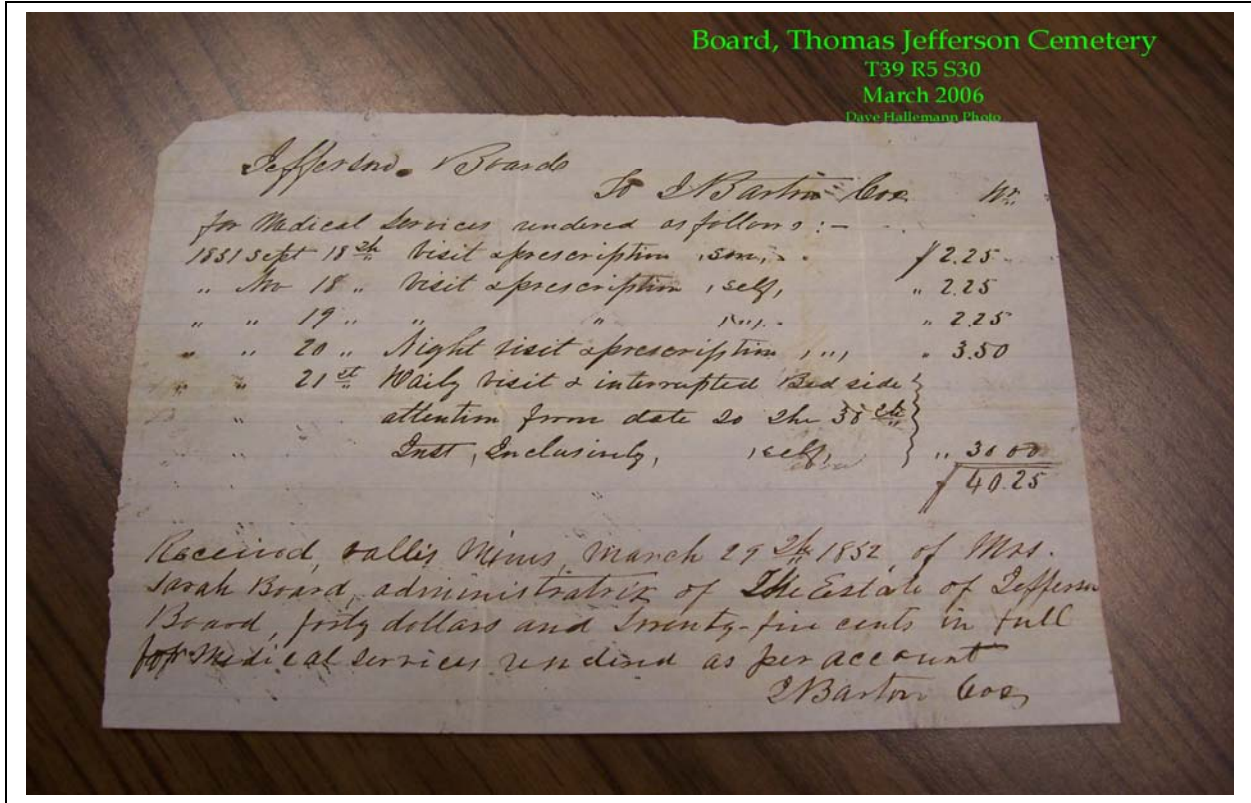 Board, Thomas Jefferson Cemetery
T39 R5 S30
March 2006
Dave Hallemann Photo
Jefferson Boards
To J Barton Cox Dr.
for Medical Services rendered as follows:-
1851 Sept 18th Visit & prescription, son, $2.25
„ Nov 18 „ Visit & prescription, self, „ 2.25
„ „ 19 „ „ „ „ 2.25
„ „ 20 „ Night visit & prescription, „, „ 3.50
„ „ 21st Daily visit & interrupted Bed side
„ attention from date to the 30th
„ Inst, Inclusively, self, „ 30 00
$40.25
Received, Vallis Mines, March 29th 1852, of Mrs.
Sarah Board, administratrix of The Estate of Jefferson
Board, forty dollars and Twenty-five cents in full
for Medical services rendered as per account
J Barton Cox